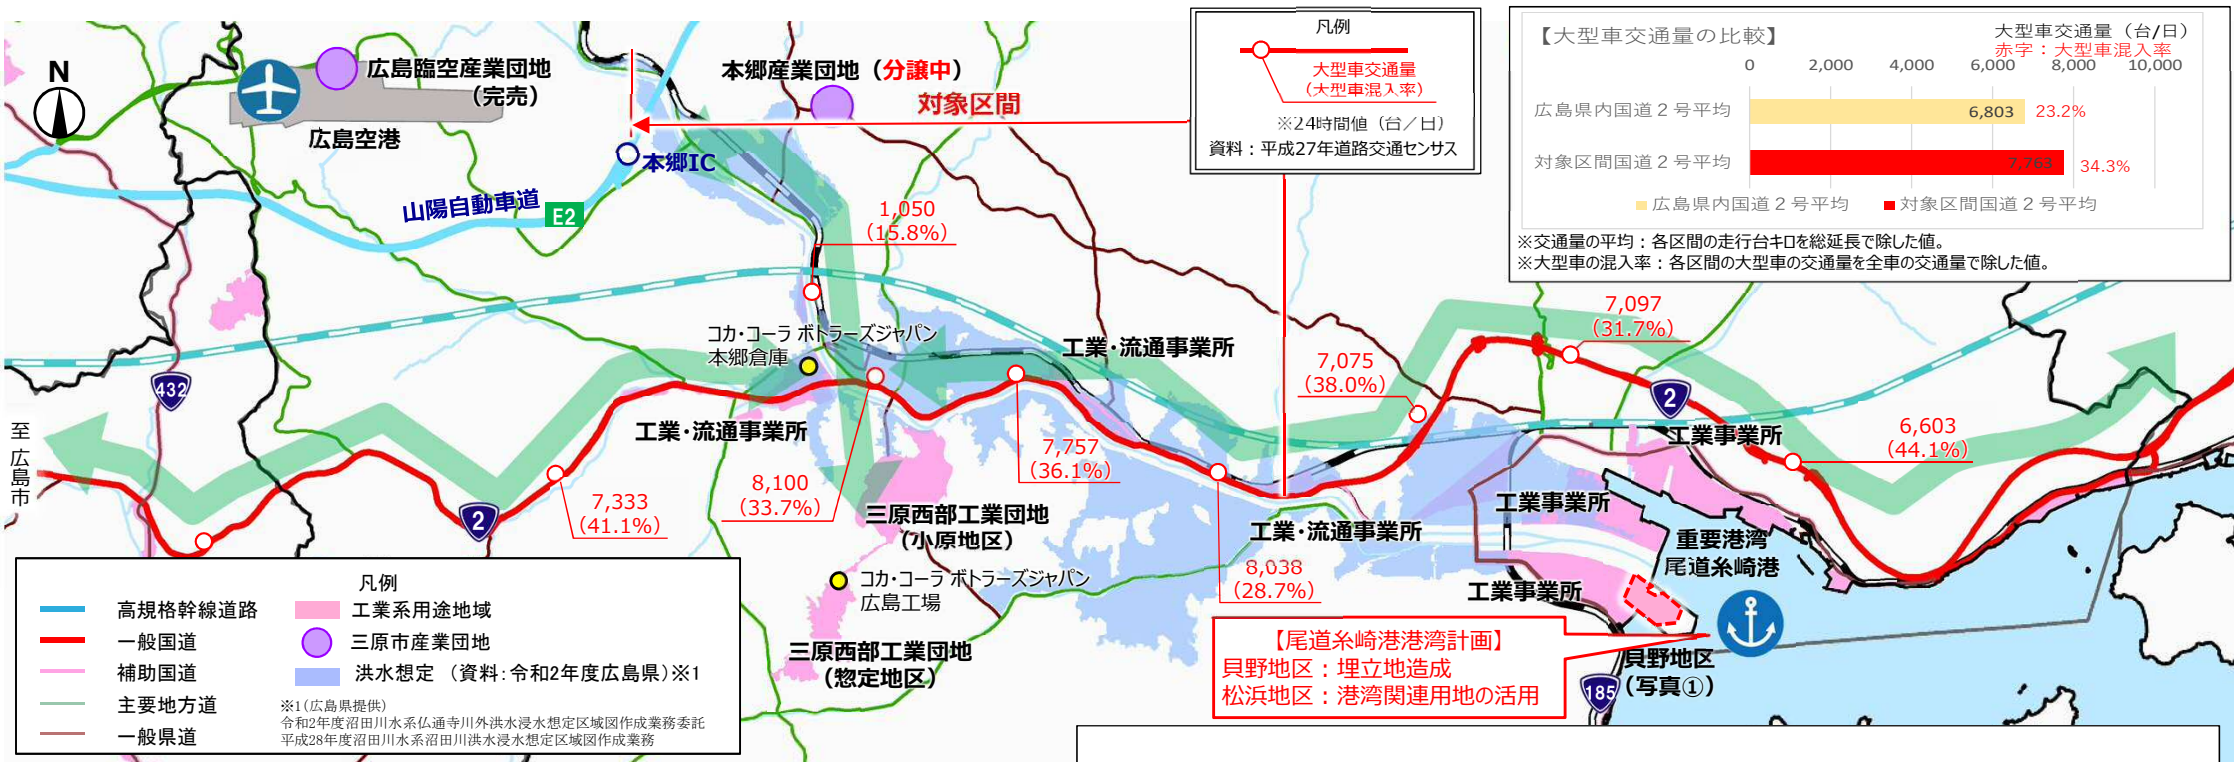 N
広島臨空産業団地
(完売)
広島空港
本郷産業団地（分譲中）
対象区間
本郷IC
山陽自動車道
E2
凡例
大型車交通量
(大型車混入率)
※24時間値（台／日）
資料：平成27年道路交通センサス
【大型車交通量の比較】
大型車交通量（台/日）
赤字：大型車混入率
0 2,000 4,000 6,000 8,000 10,000
広島県内国道２号平均 6,803 23.2%
対象区間国道２号平均 7,763 34.3%
広島県内国道２号平均 対象区間国道２号平均
※交通量の平均：各区間の走行台キロを総延長で除した値。
※大型車の混入率：各区間の大型車の交通量を全車の交通量で除した値。
1,050
(15.8%)
コカ・コーラ ボトラーズジャパン
本郷倉庫
工業・流通事業所
7,097
(31.7%)
7,075
(38.0%)
432
2
至 広島市
工業・流通事業所
7,757
(36.1%)
8,100
(33.7%)
7,333
(41.1%)
2
工業事業所
6,603
(44.1%)
三原西部工業団地
(小原地区)
工業・流通事業所
工業事業所
重要港湾
尾道糸崎港
8,038
(28.7%)
コカ・コーラ ボトラーズジャパン
広島工場
工業事業所
三原西部工業団地
(惣定地区)
【尾道糸崎港港湾計画】
貝野地区：埋立地造成
松浜地区：港湾関連用地の活用
貝野地区
(写真①)
185
凡例
高規格幹線道路
一般国道
補助国道
主要地方道
一般県道
工業系用途地域
三原市産業団地
洪水想定 （資料：令和2年度広島県）※1
※1(広島県提供)
令和2年度沼田川水系仏通寺川外洪水浸水想定区域図作成業務委託
平成28年度沼田川水系沼田川洪水浸水想定区域図作成業務